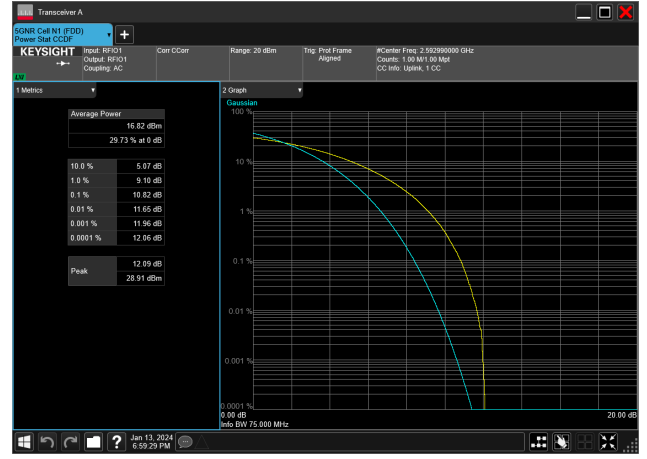 Transceiver A
5GNR Cell N1 (FDD)
Power Stat CCDF
KEYSIGHT
LVI
Input: RFIO1
Output: RFIO1
Coupling: AC
Corr CCorr
Range: 20 dBm
Trig: Prot Frame
Aligned
#Center Freq: 2.592990000 GHz
Counts: 1.00 M/1.00 Mpt
CC Info: Uplink, 1 CC
1 Metrics
Average Power
16.82 dBm
29.73 % at 0 dB
10.0 % 5.07 dB
1.0 % 9.10 dB
0.1 % 10.82 dB
0.01 % 11.65 dB
0.001 % 11.96 dB
0.0001 % 12.06 dB
Peak
12.09 dB
28.91 dBm
2 Graph
Gaussian
100 %
10 %
1 %
0.1 %
0.01 %
0.001 %
0.0001 %
0.00 dB 20.00 dB
Info BW 75.000 MHz
Jan 13, 2024
6:59:29 PM